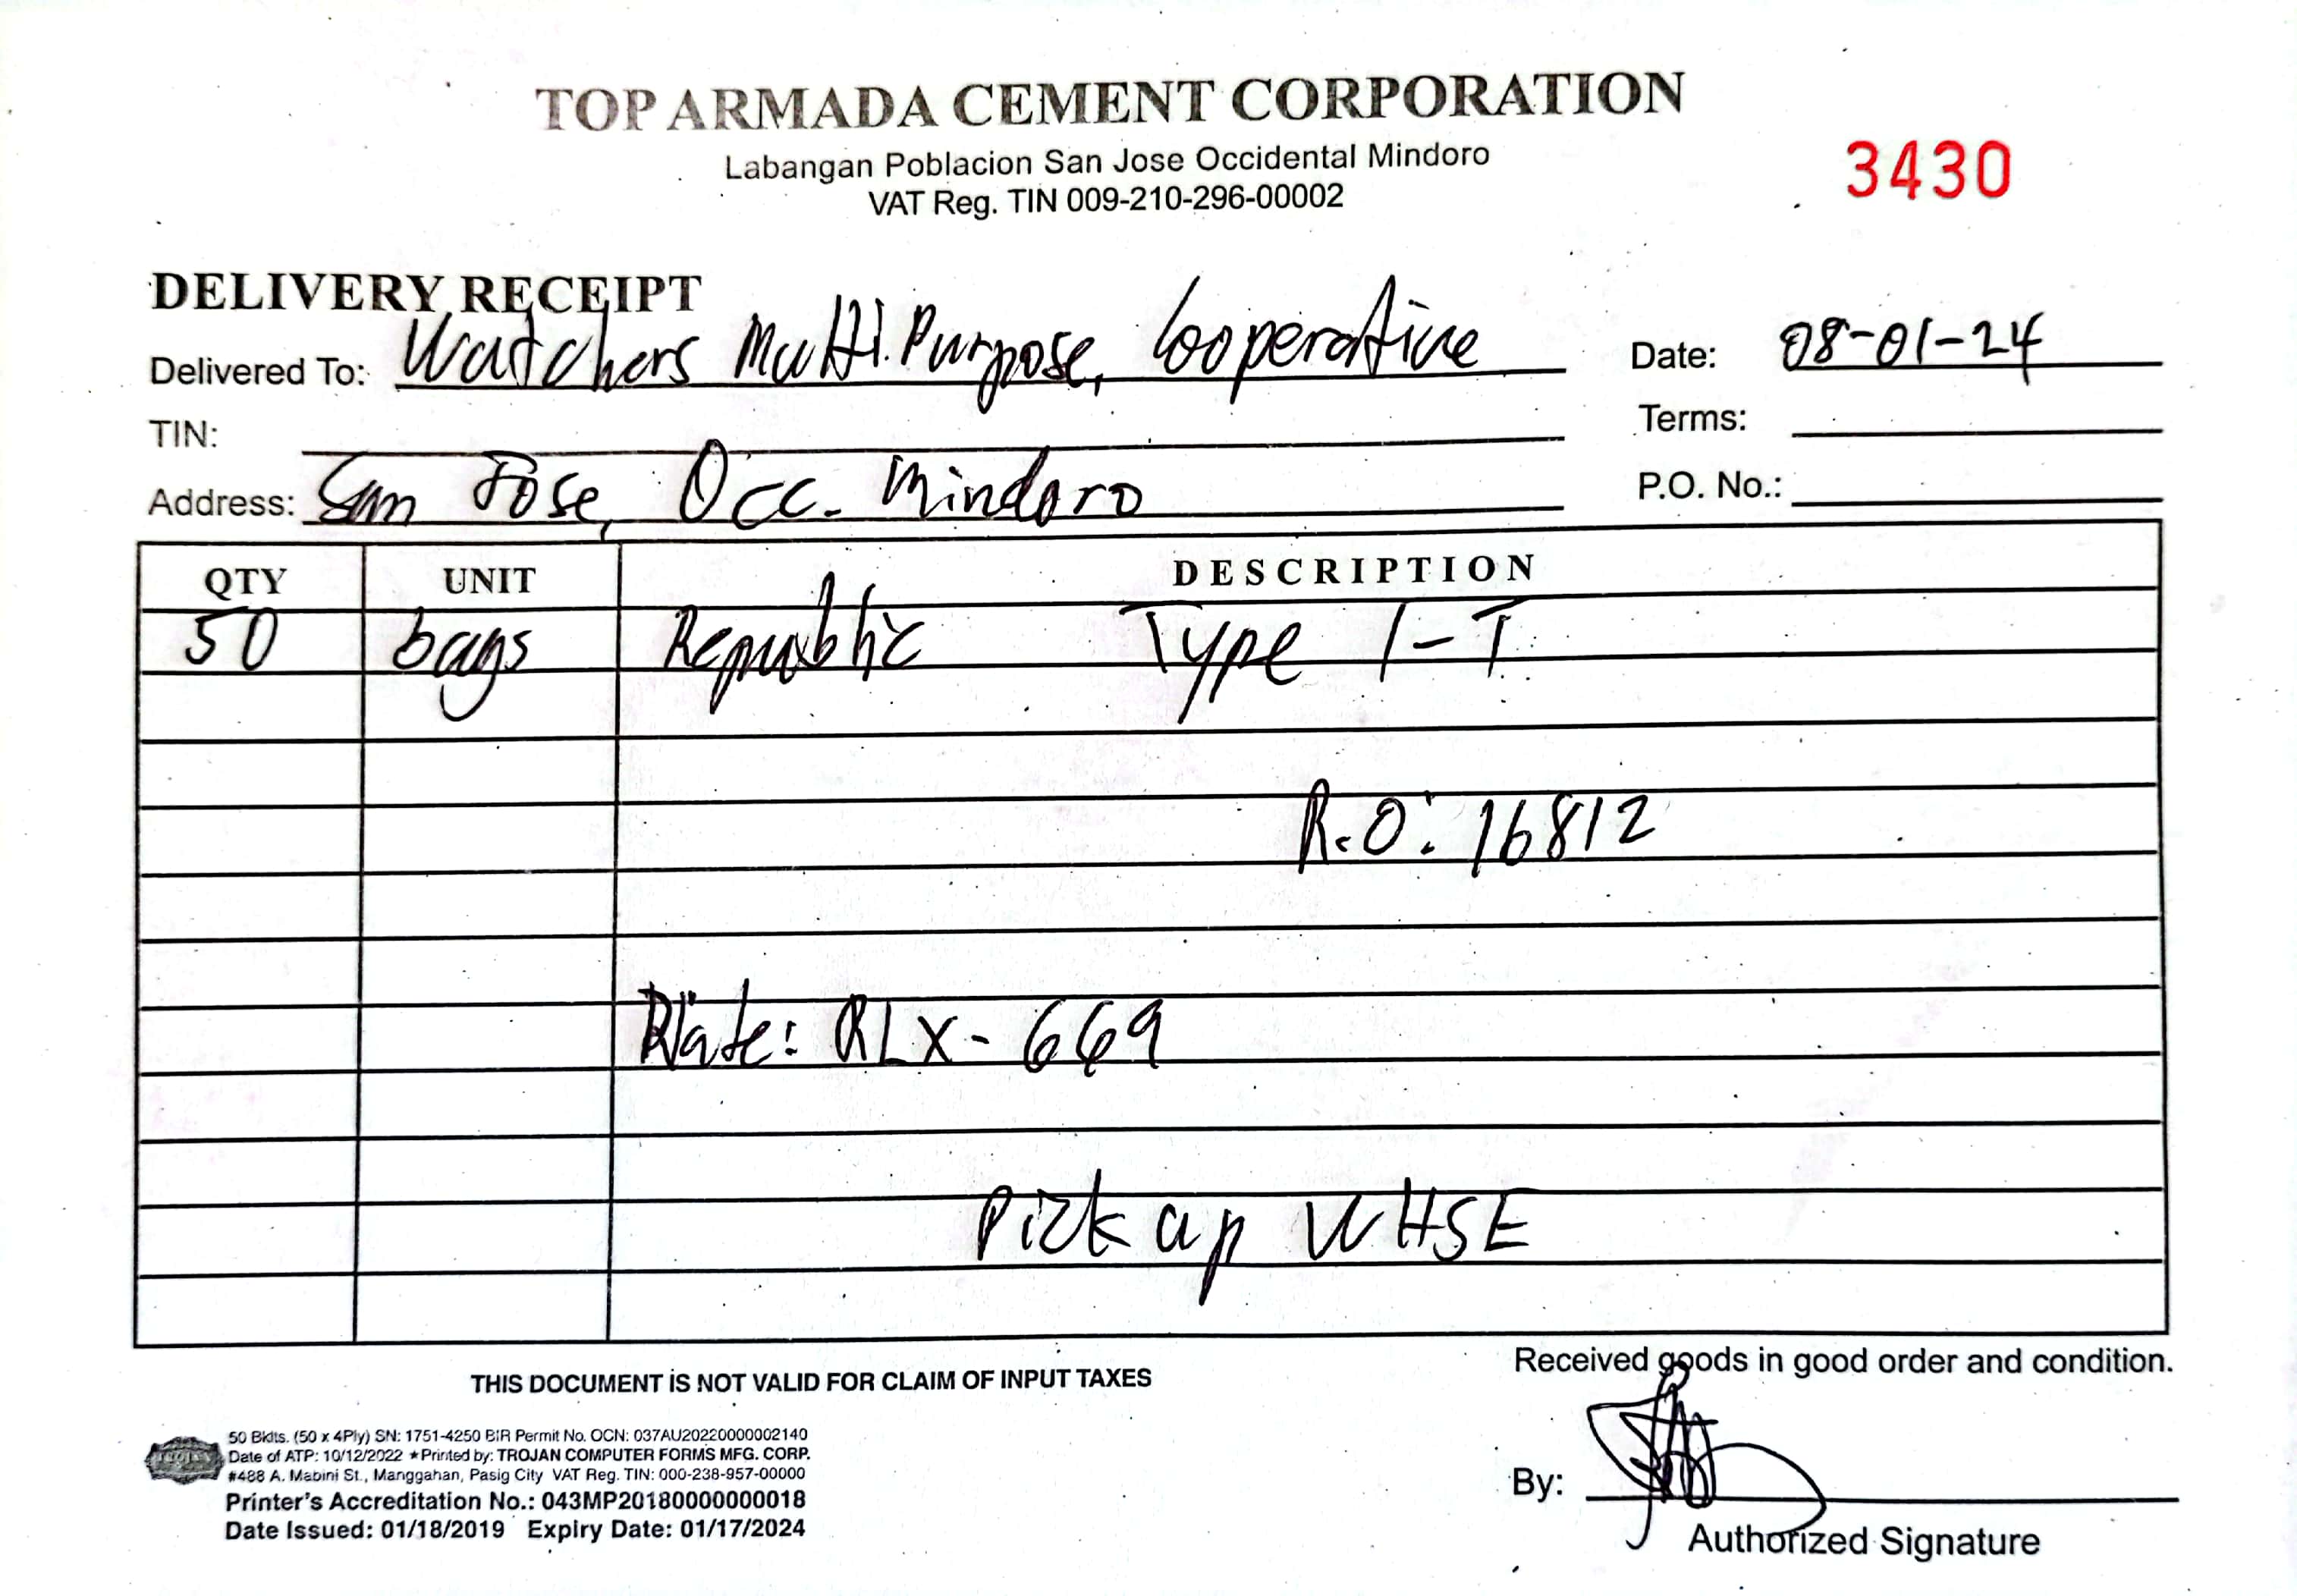 TOP ARMADA CEMENT CORPORATION
Labangan Poblacion San Jose Occidental Mindoro
VAT Reg. TIN 009-210-296-00002
3430
DELIVERY RECEIPT
Delivered To: Watchers Multi Purpose, Cooperative
Date: 08-01-24
TIN:
Terms:
Address: San Jose, Occ. Mindoro
P.O. No.:
QTY UNIT DESCRIPTION
50 bags Republic Type 1-T
R.O: 16812
Plate: RLX-669
Pick up WHSE
THIS DOCUMENT IS NOT VALID FOR CLAIM OF INPUT TAXES
Received goods in good order and condition.
50 Bklts. (50 x 4Ply) SN: 1751-4250 BIR Permit No. OCN: 037AU20220000002140
Date of ATP: 10/12/2022 ★Printed by: TROJAN COMPUTER FORMS MFG. CORP.
#488 A. Mabini St., Manggahan, Pasig City VAT Reg. TIN: 000-238-957-00000
Printer's Accreditation No.: 043MP20180000000018
Date Issued: 01/18/2019 Expiry Date: 01/17/2024
By:
Authorized Signature